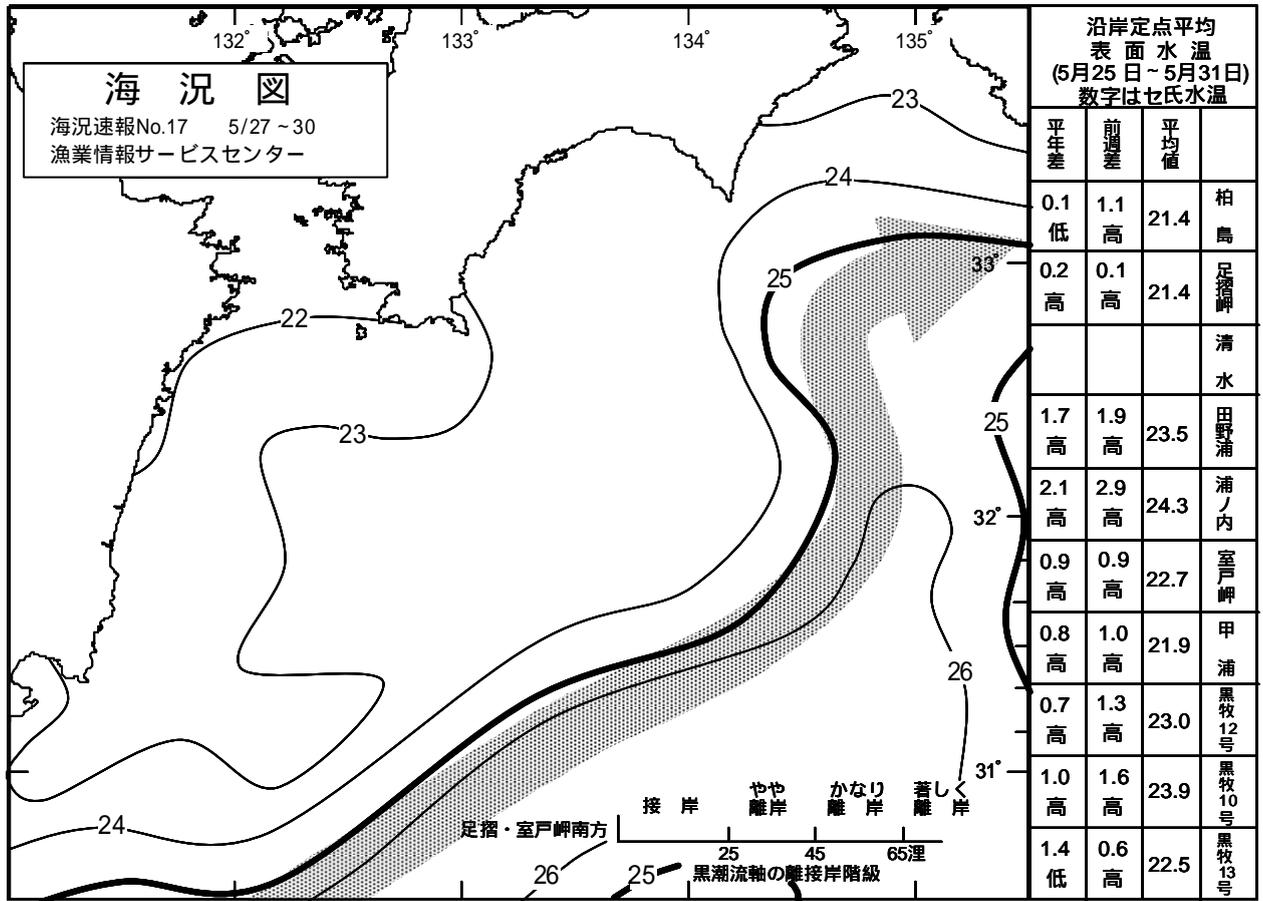 132°
133°
134°
135°
海 況 図
海況速報No.17 5/27 ~ 30
漁業情報サービスセンター
23
24
25
22
23
33°
25
32°
26
31°
24
26
25
接 岸
やや
離岸
かなり
離 岸
著しく
離 岸
足摺・室戸岬南方
25 45 65浬
黒潮流軸の離接岸階級
沿岸定点平均
表 面 水 温
(5月25 日 ~ 5月31日)
数字はセ氏水温
平年差 前週差 平均値
0.1 低 1.1 高 21.4 柏 島
0.2 高 0.1 高 21.4 足摺岬
清 水
1.7 高 1.9 高 23.5 田野浦
2.1 高 2.9 高 24.3 浦ノ内
0.9 高 0.9 高 22.7 室戸岬
0.8 高 1.0 高 21.9 甲 浦
0.7 高 1.3 高 23.0 黒牧12号
1.0 高 1.6 高 23.9 黒牧10号
1.4 低 0.6 高 22.5 黒牧13号